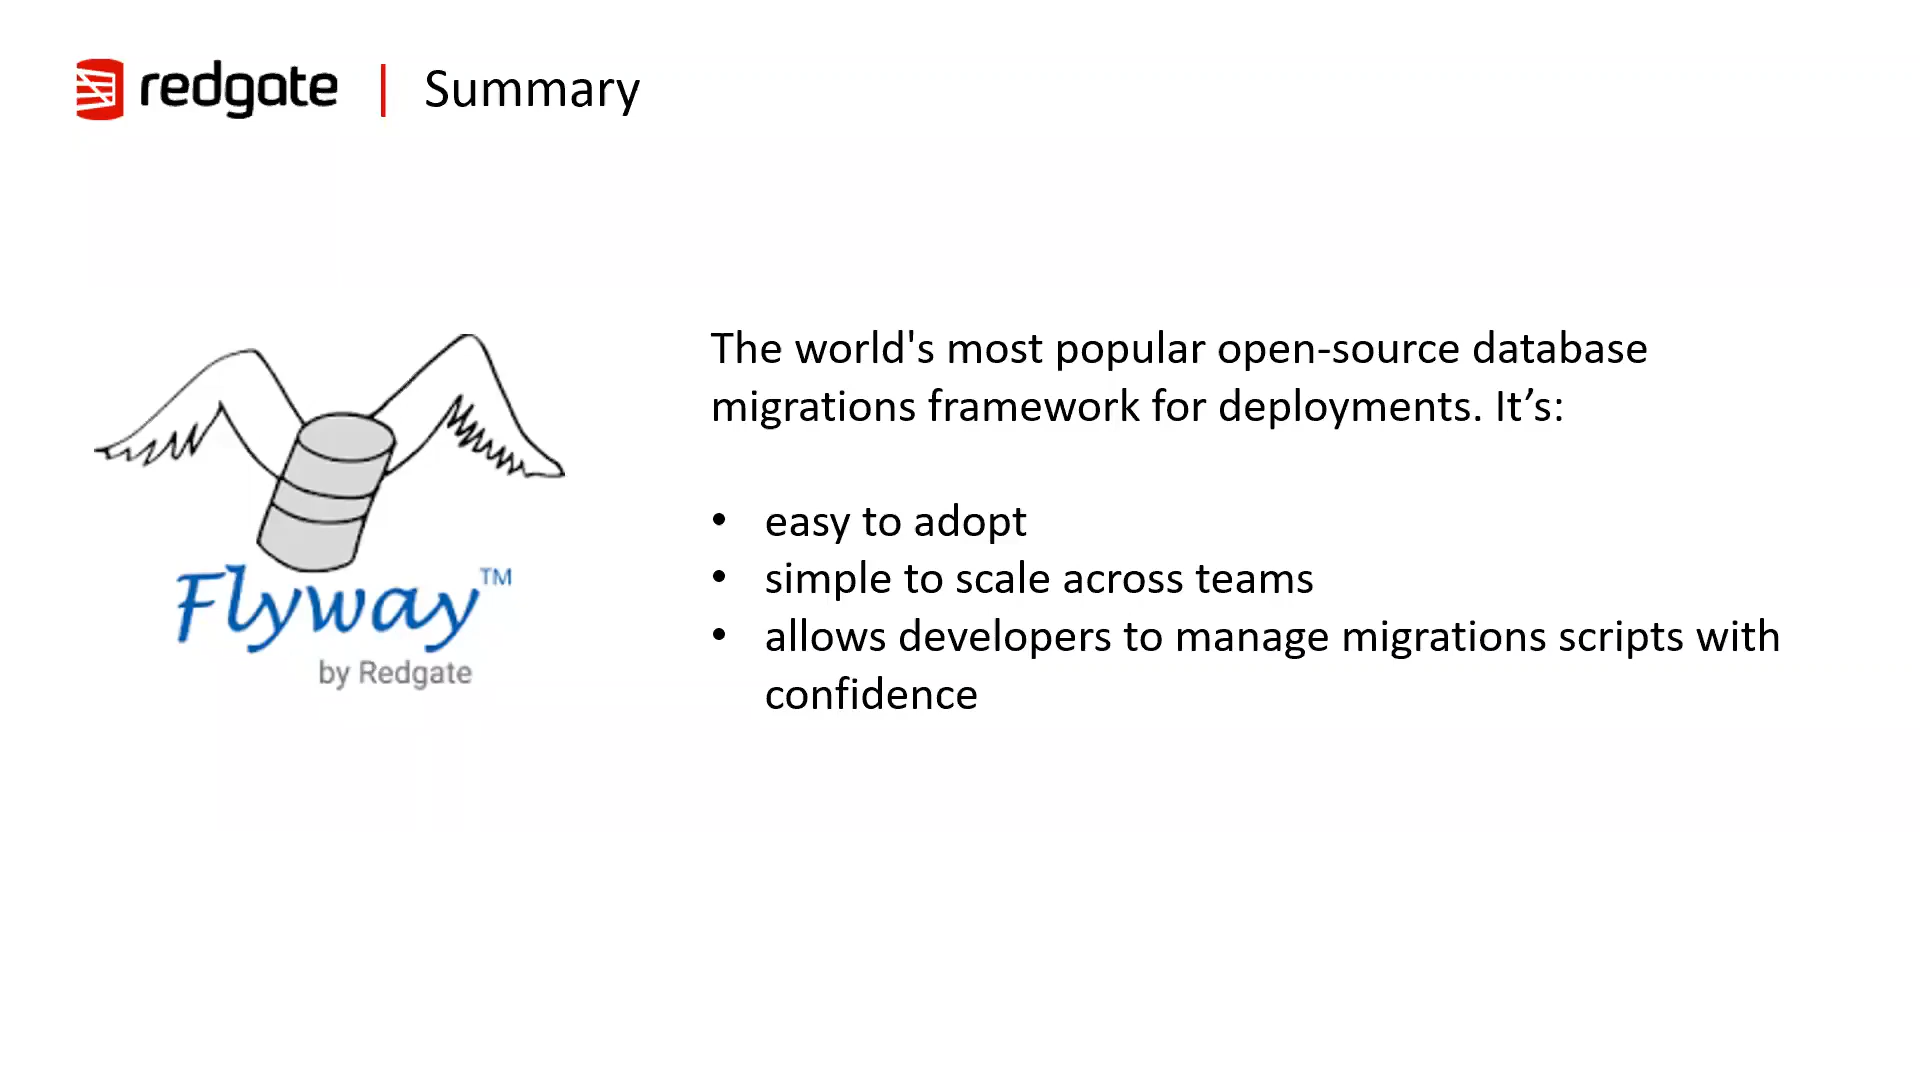 redgate | Summary
The world's most popular open-source database
migrations framework for deployments. It’s:
• easy to adopt
• simple to scale across teams
• allows developers to manage migrations scripts with
confidence
Flyway™
by Redgate